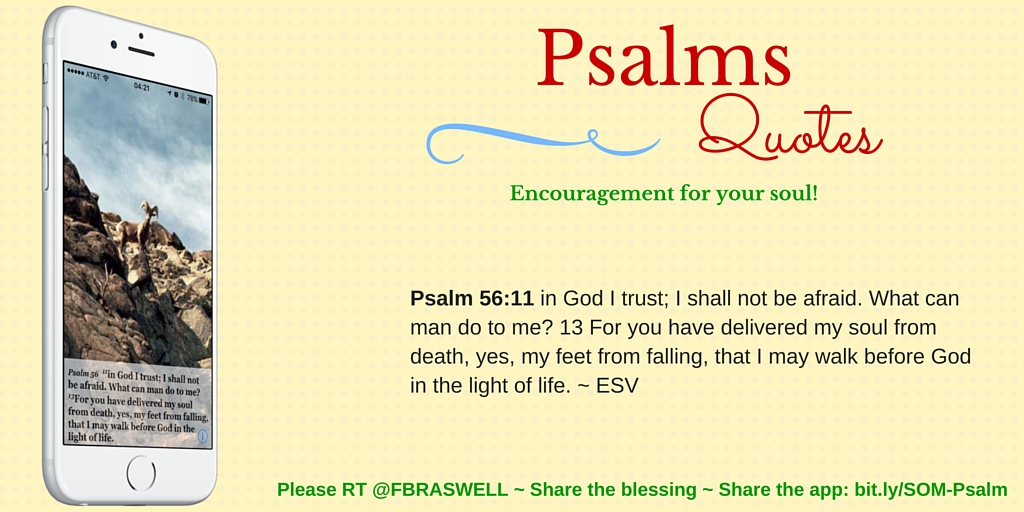 AT&T 04:21 78%
Psalm 56 11in God I trust; I shall not
be afraid. What can man do to me?
13For you have delivered my soul
from death, yes, my feet from falling,
that I may walk before God in the
light of life.
Psalms
Quotes
Encouragement for your soul!
Psalm 56:11 in God I trust; I shall not be afraid. What can
man do to me? 13 For you have delivered my soul from
death, yes, my feet from falling, that I may walk before God
in the light of life. ~ ESV
Please RT @FBRASWELL ~ Share the blessing ~ Share the app: bit.ly/SOM-Psalm